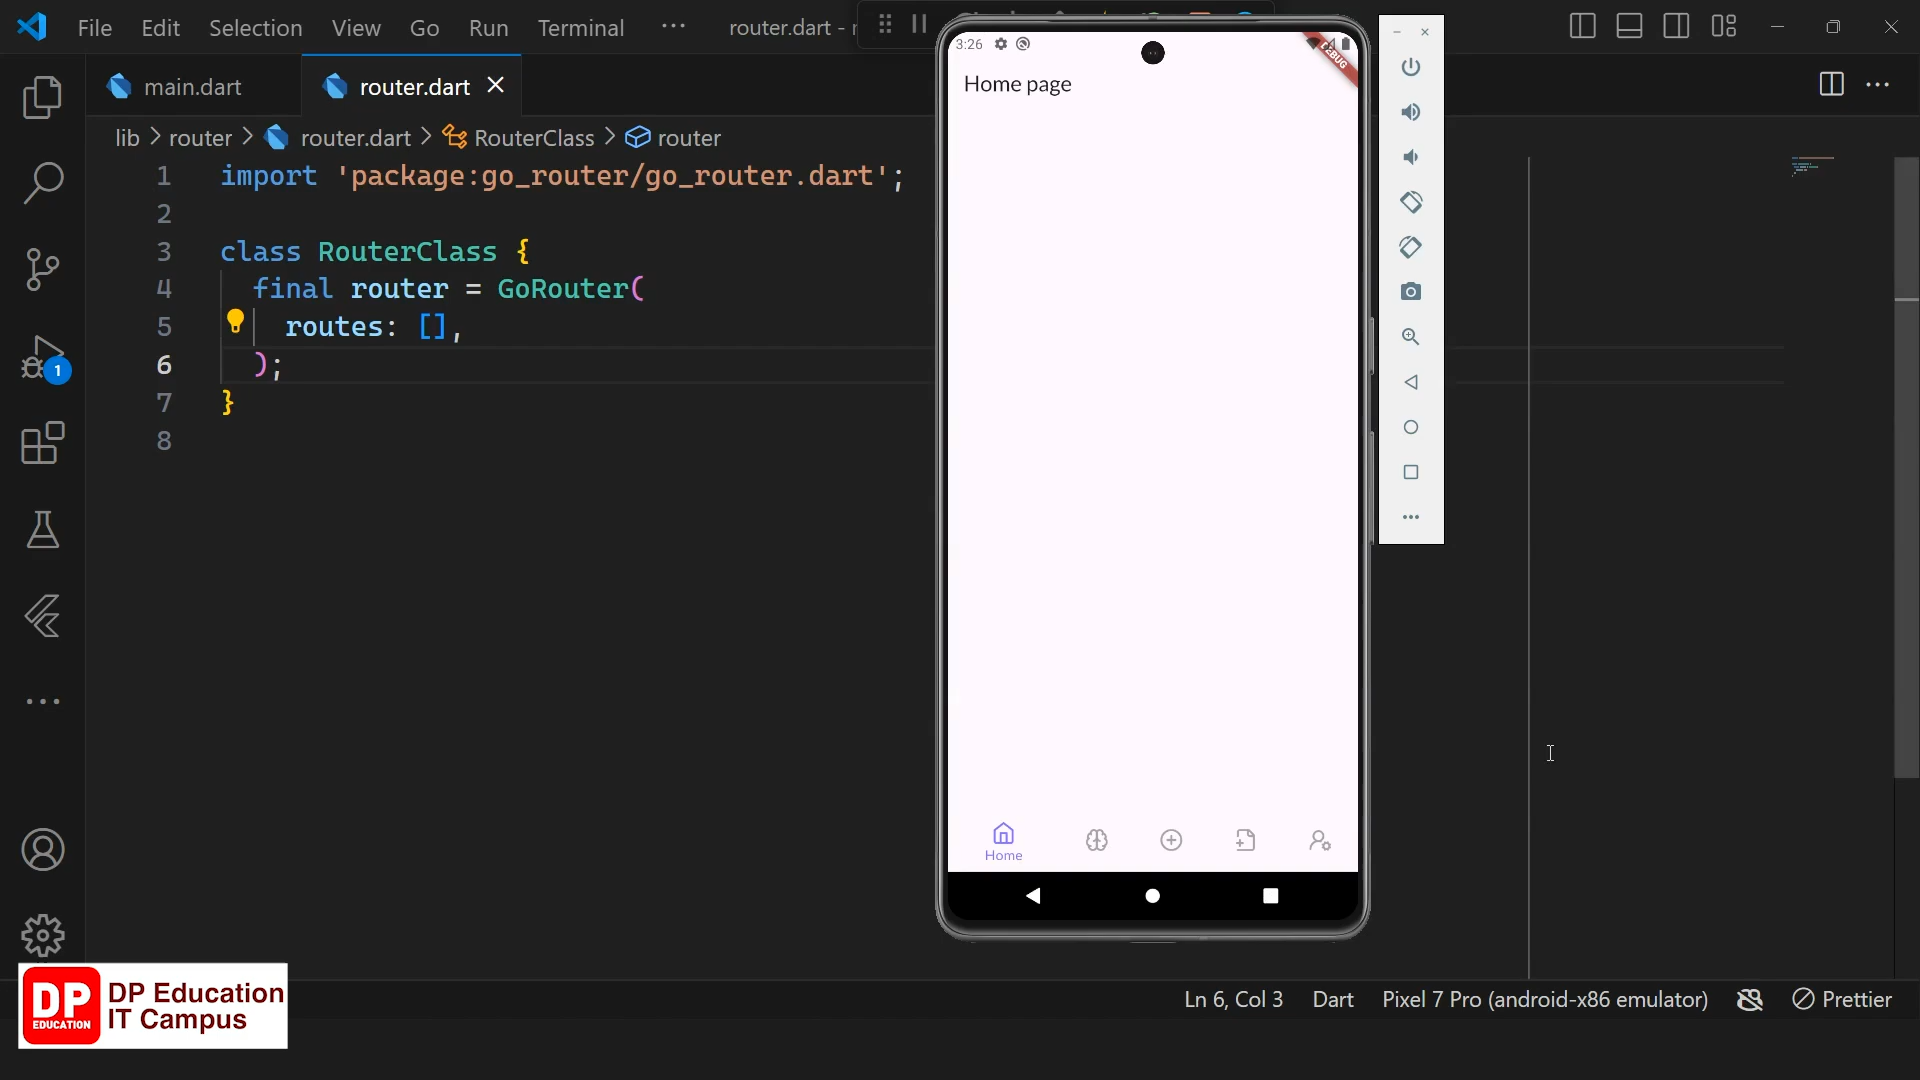 File Edit Selection View Go Run Terminal ··· router.dart -
main.dart
router.dart
lib > router > router.dart > RouterClass > router
1 import 'package:go_router/go_router.dart';
2
3 class RouterClass {
4 final router = GoRouter(
5 routes: [],
6 );
7 }
8
1
3:26
DEBUG
Home page
Home
DP EDUCATION
DP Education
IT Campus
Ln 6, Col 3 Dart Pixel 7 Pro (android-x86 emulator) Prettier